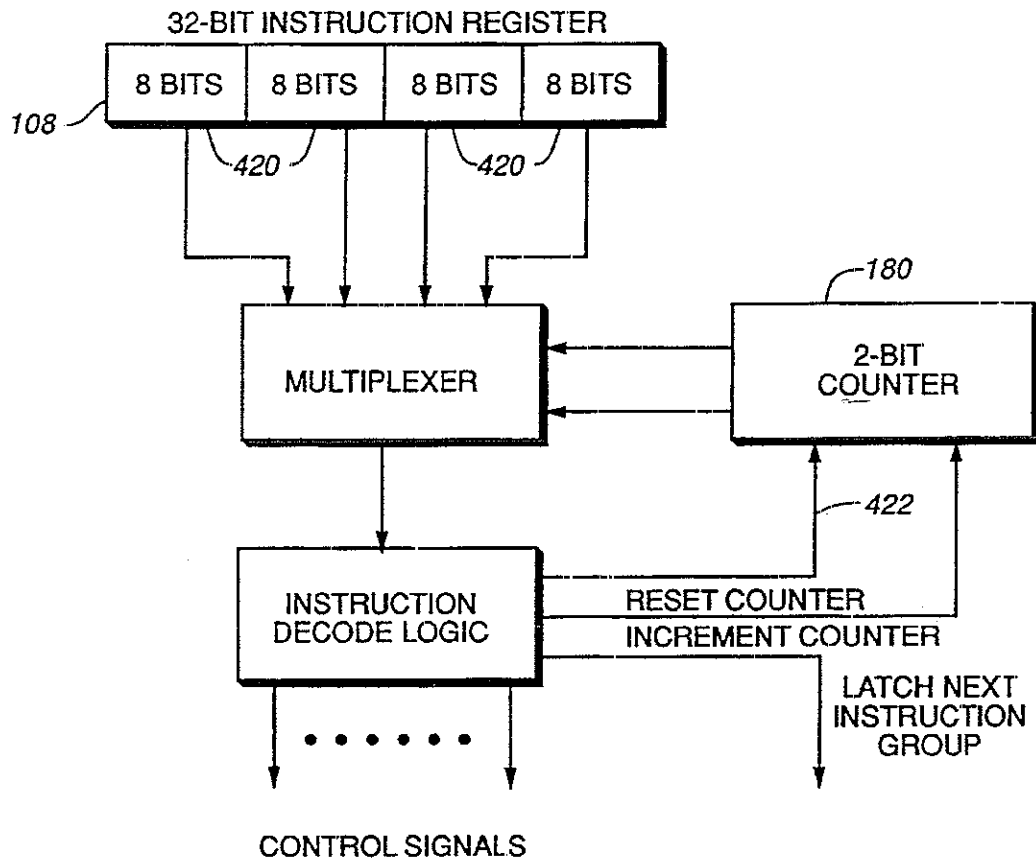 32-BIT INSTRUCTION REGISTER
8 BITS 8 BITS 8 BITS 8 BITS
108
420 420
180
MULTIPLEXER
2-BIT
COUNTER
422
INSTRUCTION
DECODE LOGIC
RESET COUNTER
INCREMENT COUNTER
LATCH NEXT
INSTRUCTION
GROUP
CONTROL SIGNALS